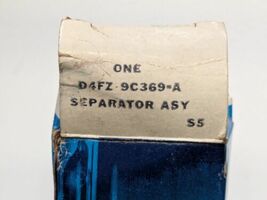 ONE
D4FZ-9C369-A
SEPARATOR ASY
S5